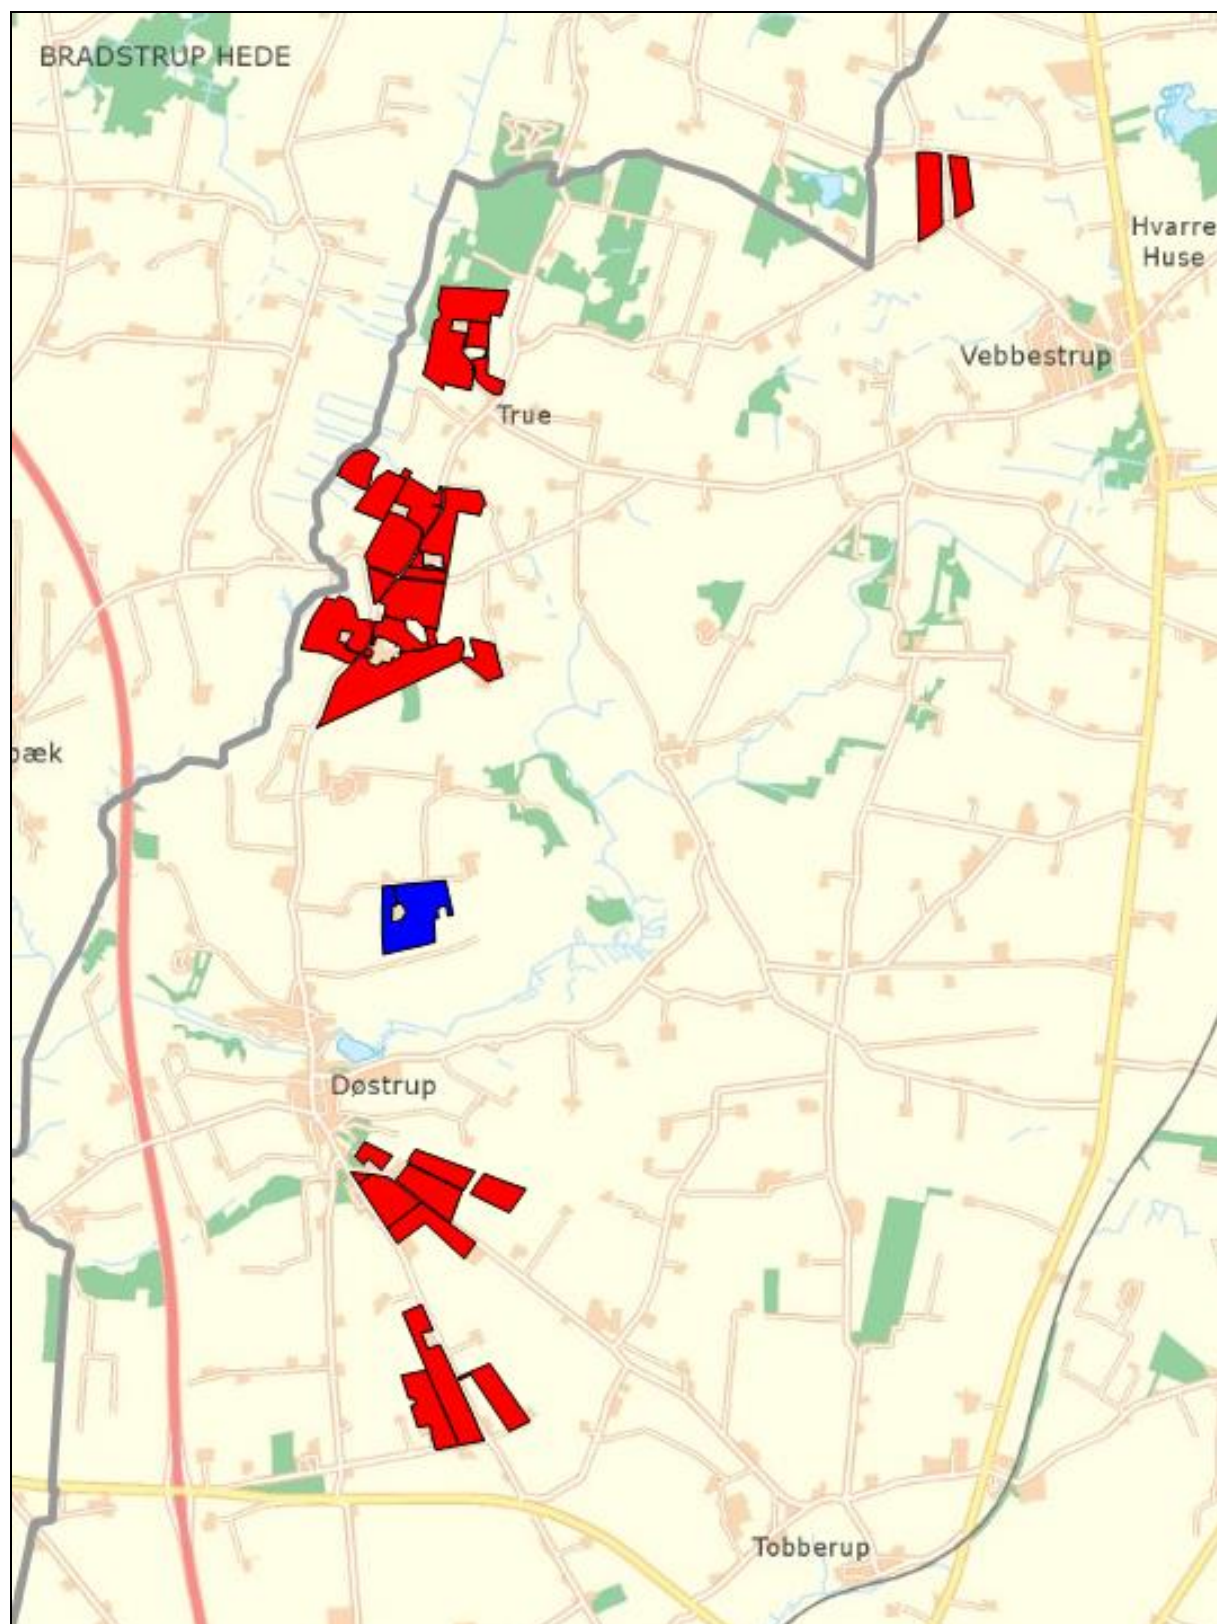 BRADSTRUP HEDE
Hvarre
Huse
Vebbestrup
True
bæk
Døstrup
Tobberup